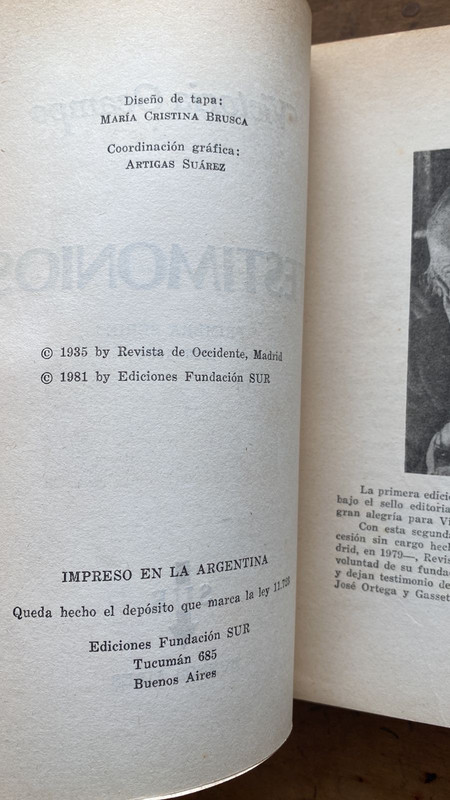 Diseño de tapa:
MARÍA CRISTINA BRUSCA
Coordinación gráfica:
ARTIGAS SUÁREZ
TESTIMONIOS
© 1935 by Revista de Occidente, Madrid
© 1981 by Ediciones Fundación SUR
IMPRESO EN LA ARGENTINA
Queda hecho el depósito que marca la ley 11.723
Ediciones Fundación SUR
Tucumán 685
Buenos Aires
La primera edici
bajo el sello editoria
gran alegría para Vi
Con esta segund
cesión sin cargo hec
drid, en 1979—, Revis
voluntad de su funda
y dejan testimonio de
José Ortega y Gasset